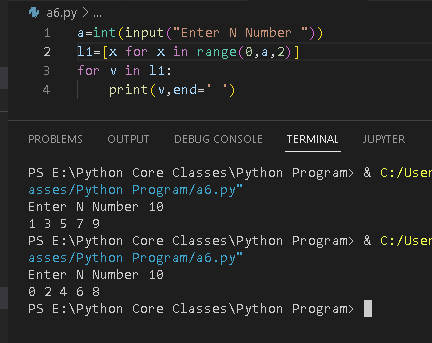 a6.py > ...
1 a=int(input("Enter N Number "))
2 l1=[x for x in range(0,a,2)]
3 for v in l1:
4     print(v,end=' ')
PROBLEMS OUTPUT DEBUG CONSOLE TERMINAL JUPYTER
PS E:\Python Core Classes\Python Program> & C:/User
asses/Python Program/a6.py"
Enter N Number 10
1 3 5 7 9
PS E:\Python Core Classes\Python Program> & C:/User
asses/Python Program/a6.py"
Enter N Number 10
0 2 4 6 8
PS E:\Python Core Classes\Python Program>